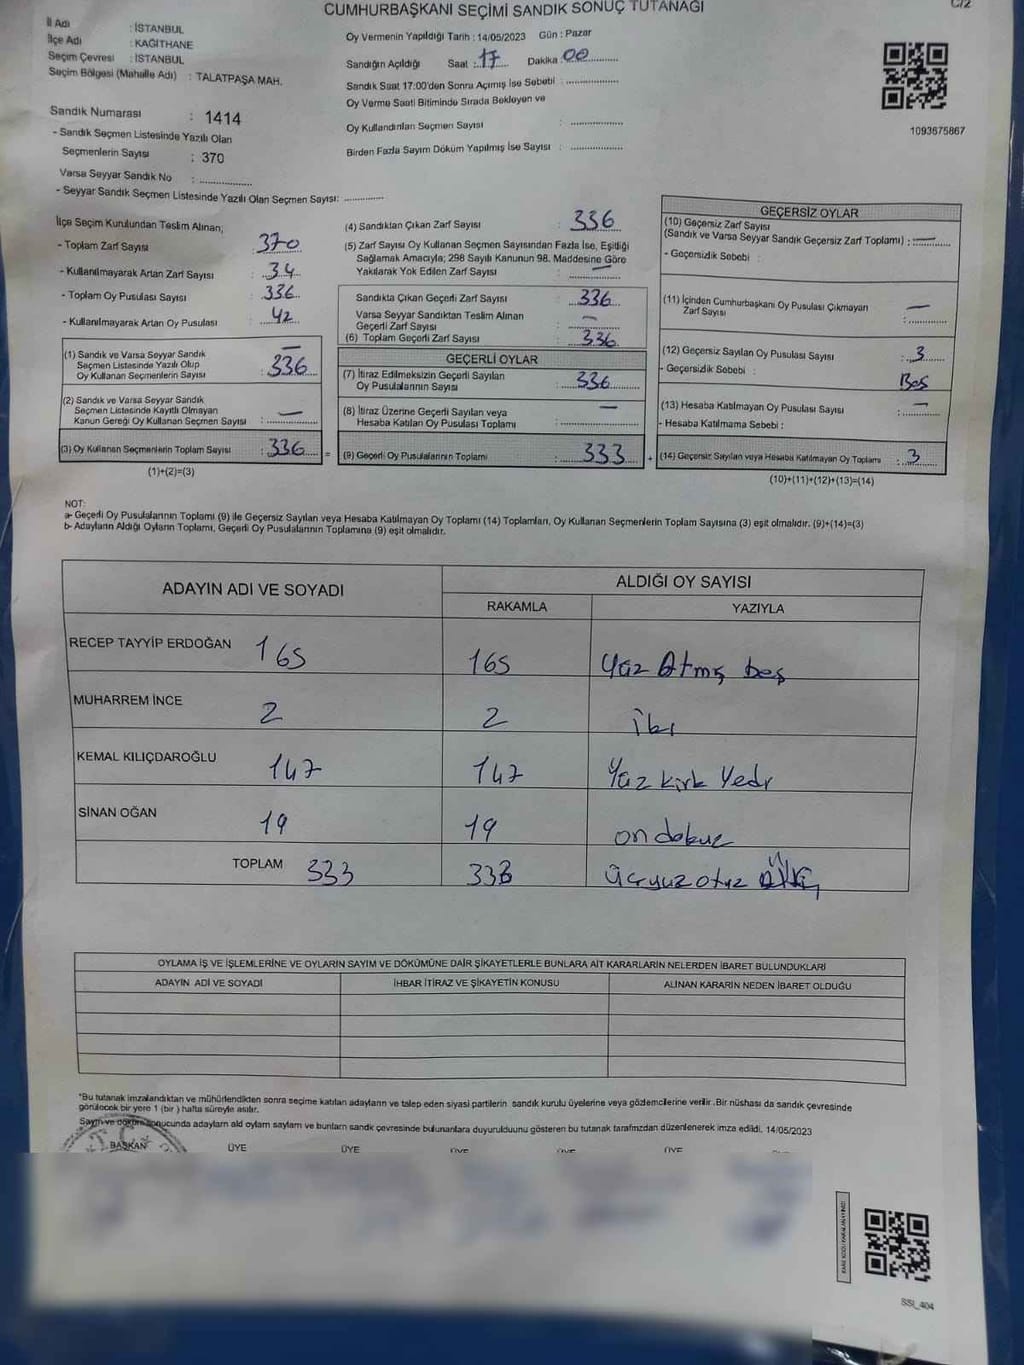 C/2
CUMHURBAŞKANI SEÇİMİ SANDIK SONUÇ TUTANAĞI
İl Adı : İSTANBUL
İlçe Adı : KAĞITHANE
Seçim Çevresi : İSTANBUL
Seçim Bölgesi (Mahalle Adı) : TALATPAŞA MAH.
Sandık Numarası : 1414
- Sandık Seçmen Listesinde Yazılı Olan
Seçmenlerin Sayısı : 370
Varsa Seyyar Sandık No : ...............
- Seyyar Sandık Seçmen Listesinde Yazılı Olan Seçmen Sayısı: ............
Oy Vermenin Yapıldığı Tarih : 14/05/2023 Gün : Pazar
Sandığın Açıldığı Saat : 17 Dakika : 00
Sandık Saat 17:00'den Sonra Açılmış İse Sebebi : ...............
Oy Verme Saati Bitiminde Sırada Bekleyen ve
Oy Kullandırılan Seçmen Sayısı : ...............
Birden Fazla Sayım Döküm Yapılmış İse Sayısı : ...............
1093675867
İlçe Seçim Kurulundan Teslim Alınan;
- Toplam Zarf Sayısı : 370
- Kullanılmayarak Artan Zarf Sayısı : 34
- Toplam Oy Pusulası Sayısı : 336
- Kullanılmayarak Artan Oy Pusulası : 42
(1) Sandık ve Varsa Seyyar Sandık
Seçmen Listesinde Yazılı Olup
Oy Kullanan Seçmenlerin Sayısı : 336
(2) Sandık ve Varsa Seyyar Sandık
Seçmen Listesinde Kayıtlı Olmayan
Kanun Gereği Oy Kullanan Seçmen Sayısı : —
(3) Oy Kullanan Seçmenlerin Toplam Sayısı : 336 =
(1)+(2)=(3)
(4) Sandıktan Çıkan Zarf Sayısı : 336
(5) Zarf Sayısı Oy Kullanan Seçmen Sayısından Fazla İse, Eşitliği
Sağlamak Amacıyla; 298 Sayılı Kanunun 98. Maddesine Göre
Yakılarak Yok Edilen Zarf Sayısı : —
Sandıkta Çıkan Geçerli Zarf Sayısı : 336
Varsa Seyyar Sandıktan Teslim Alınan
Geçerli Zarf Sayısı : —
(6) Toplam Geçerli Zarf Sayısı : 336
GEÇERLİ OYLAR
(7) İtiraz Edilmeksizin Geçerli Sayılan
Oy Pusulalarının Sayısı : 336
(8) İtiraz Üzerine Geçerli Sayılan veya
Hesaba Katılan Oy Pusulası Toplamı : —
(9) Geçerli Oy Pusulalarının Toplamı : 333 +
GEÇERSİZ OYLAR
(10) Geçersiz Zarf Sayısı
(Sandık ve Varsa Seyyar Sandık Geçersiz Zarf Toplamı) : —
- Geçersizlik Sebebi :
(11) İçinden Cumhurbaşkanı Oy Pusulası Çıkmayan
Zarf Sayısı : —
(12) Geçersiz Sayılan Oy Pusulası Sayısı : 3
- Geçersizlik Sebebi : Boş
(13) Hesaba Katılmayan Oy Pusulası Sayısı : —
- Hesaba Katılmama Sebebi :
(14) Geçersiz Sayılan veya Hesaba Katılmayan Oy Toplamı : 3
(10)+(11)+(12)+(13)=(14)
NOT:
a- Geçerli Oy Pusulalarının Toplamı (9) ile Geçersiz Sayılan veya Hesaba Katılmayan Oy Toplamı (14) Toplamları, Oy Kullanan Seçmenlerin Toplam Sayısına (3) eşit olmalıdır. (9)+(14)=(3)
b- Adayların Aldığı Oyların Toplamı, Geçerli Oy Pusulalarının Toplamına (9) eşit olmalıdır.
ADAYIN ADI VE SOYADI ALDIĞI OY SAYISI
RAKAMLA YAZIYLA
RECEP TAYYİP ERDOĞAN 165 165 Yüz Atmış beş
MUHARREM İNCE 2 2 iki
KEMAL KILIÇDAROĞLU 147 147 Yüz kırk Yedi
SİNAN OĞAN 19 19 on dokuz
TOPLAM 333 333 üçyüz otuz üç
OYLAMA İŞ VE İŞLEMLERİNE VE OYLARIN SAYIM VE DÖKÜMÜNE DAİR ŞİKAYETLERLE BUNLARA AİT KARARLARIN NELERDEN İBARET BULUNDUKLARI
ADAYIN ADI VE SOYADI İHBAR İTİRAZ VE ŞİKAYETİN KONUSU ALINAN KARARIN NEDEN İBARET OLDUĞU
*Bu tutanak imzalandıktan ve mühürlendikten sonra seçime katılan adayların ve talep eden siyasi partilerin sandık kurulu üyelerine veya gözlemcilerine verilir. Bir nüshası da sandık çevresinde
görülecek bir yere 1 (bir) hafta süreyle asılır.
Sayım ve döküm sonucunda adayların aldığı oyların sayıları ve bunların sandık çevresinde bulunanlara duyurulduunu gösteren bu tutanak tarafımızdan düzenlenerek imza edildi. 14/05/2023
BAŞKAN ÜYE ÜYE ÜYE ÜYE ÜYE
SSI_404